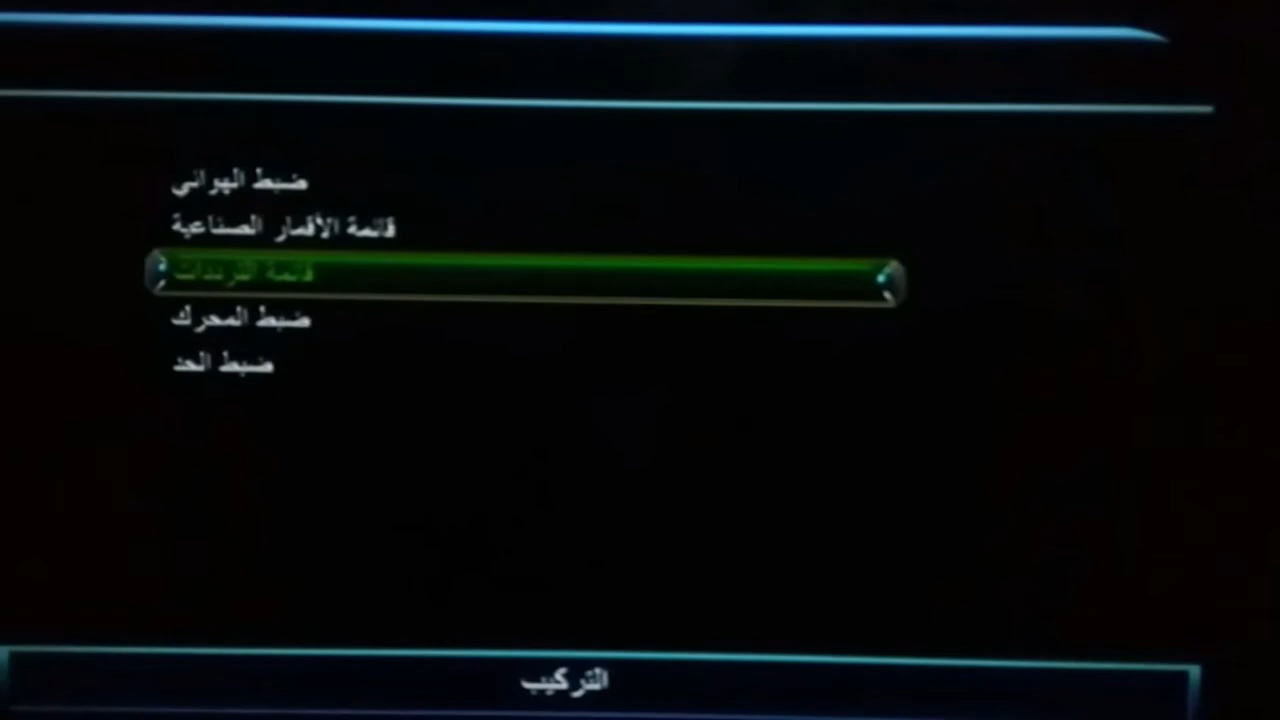 ضبط الهوائي
قائمة الأقمار الصناعية
قائمة الترددات
ضبط المحرك
ضبط الحد
التركيب